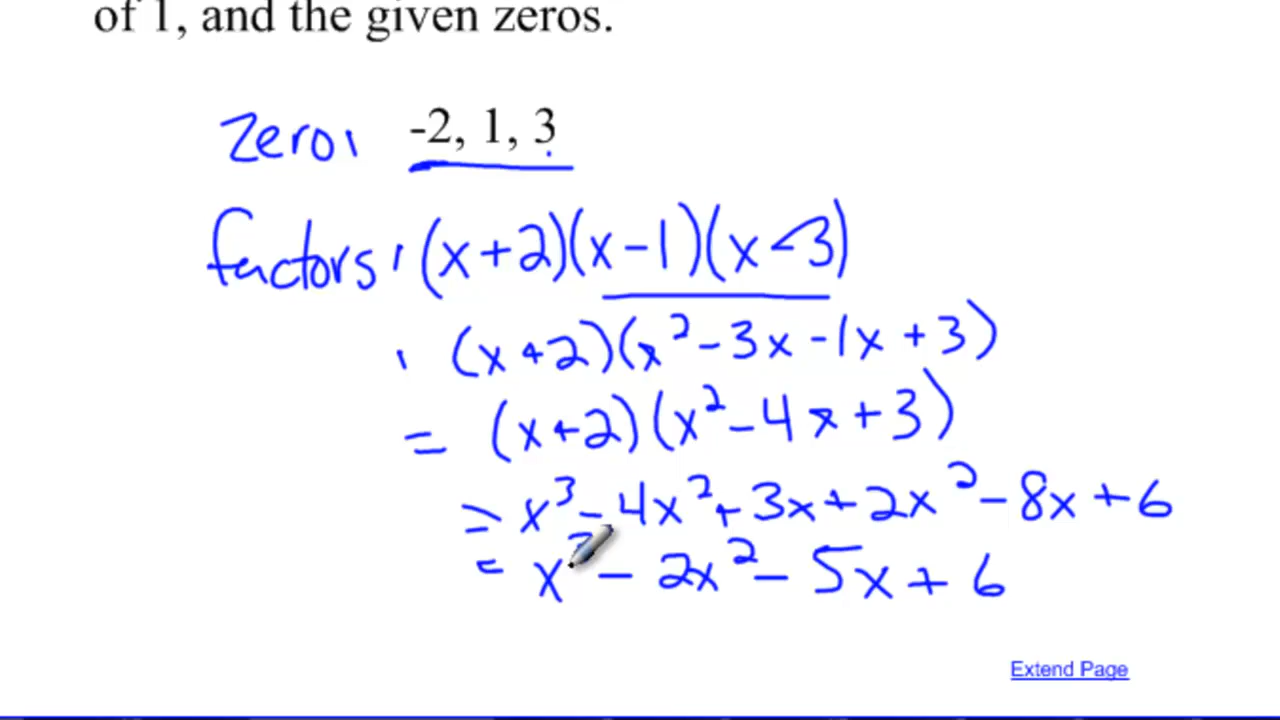 of 1, and the given zeros.
zeros -2, 1, 3
factors: (x+2)(x-1)(x-3)
(x+2)(x²-3x-1x+3)
= (x+2)(x²-4x+3)
= x³-4x²+3x+2x²-8x+6
= x³-2x²-5x+6
Extend Page